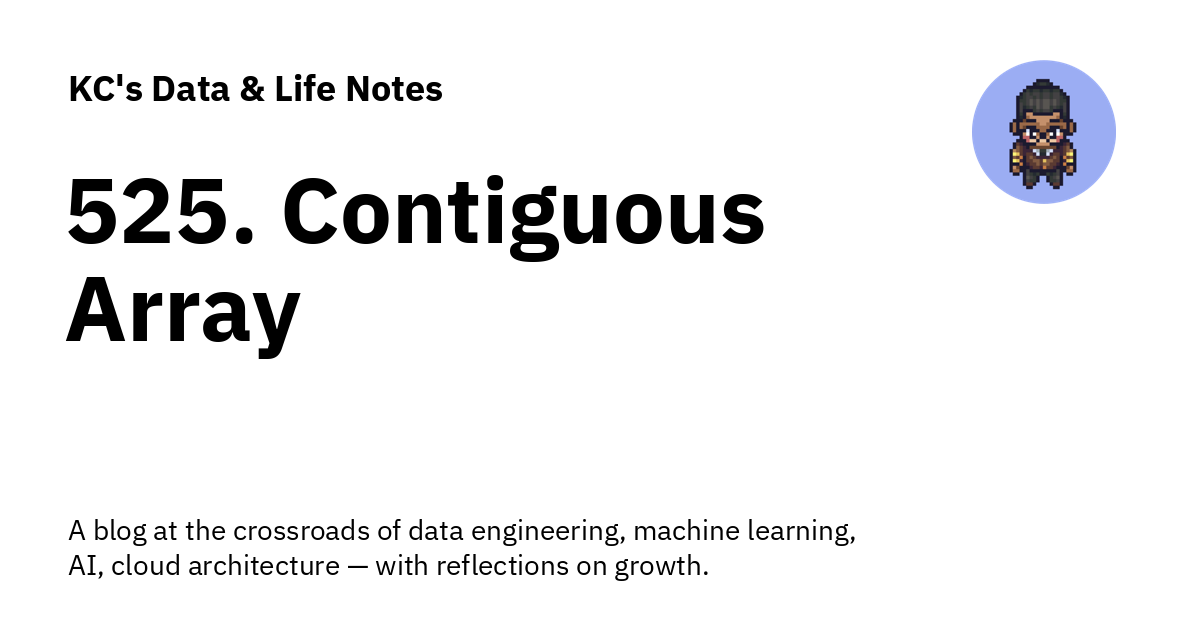 KC's Data & Life Notes
525. Contiguous
Array
A blog at the crossroads of data engineering, machine learning,
AI, cloud architecture — with reflections on growth.